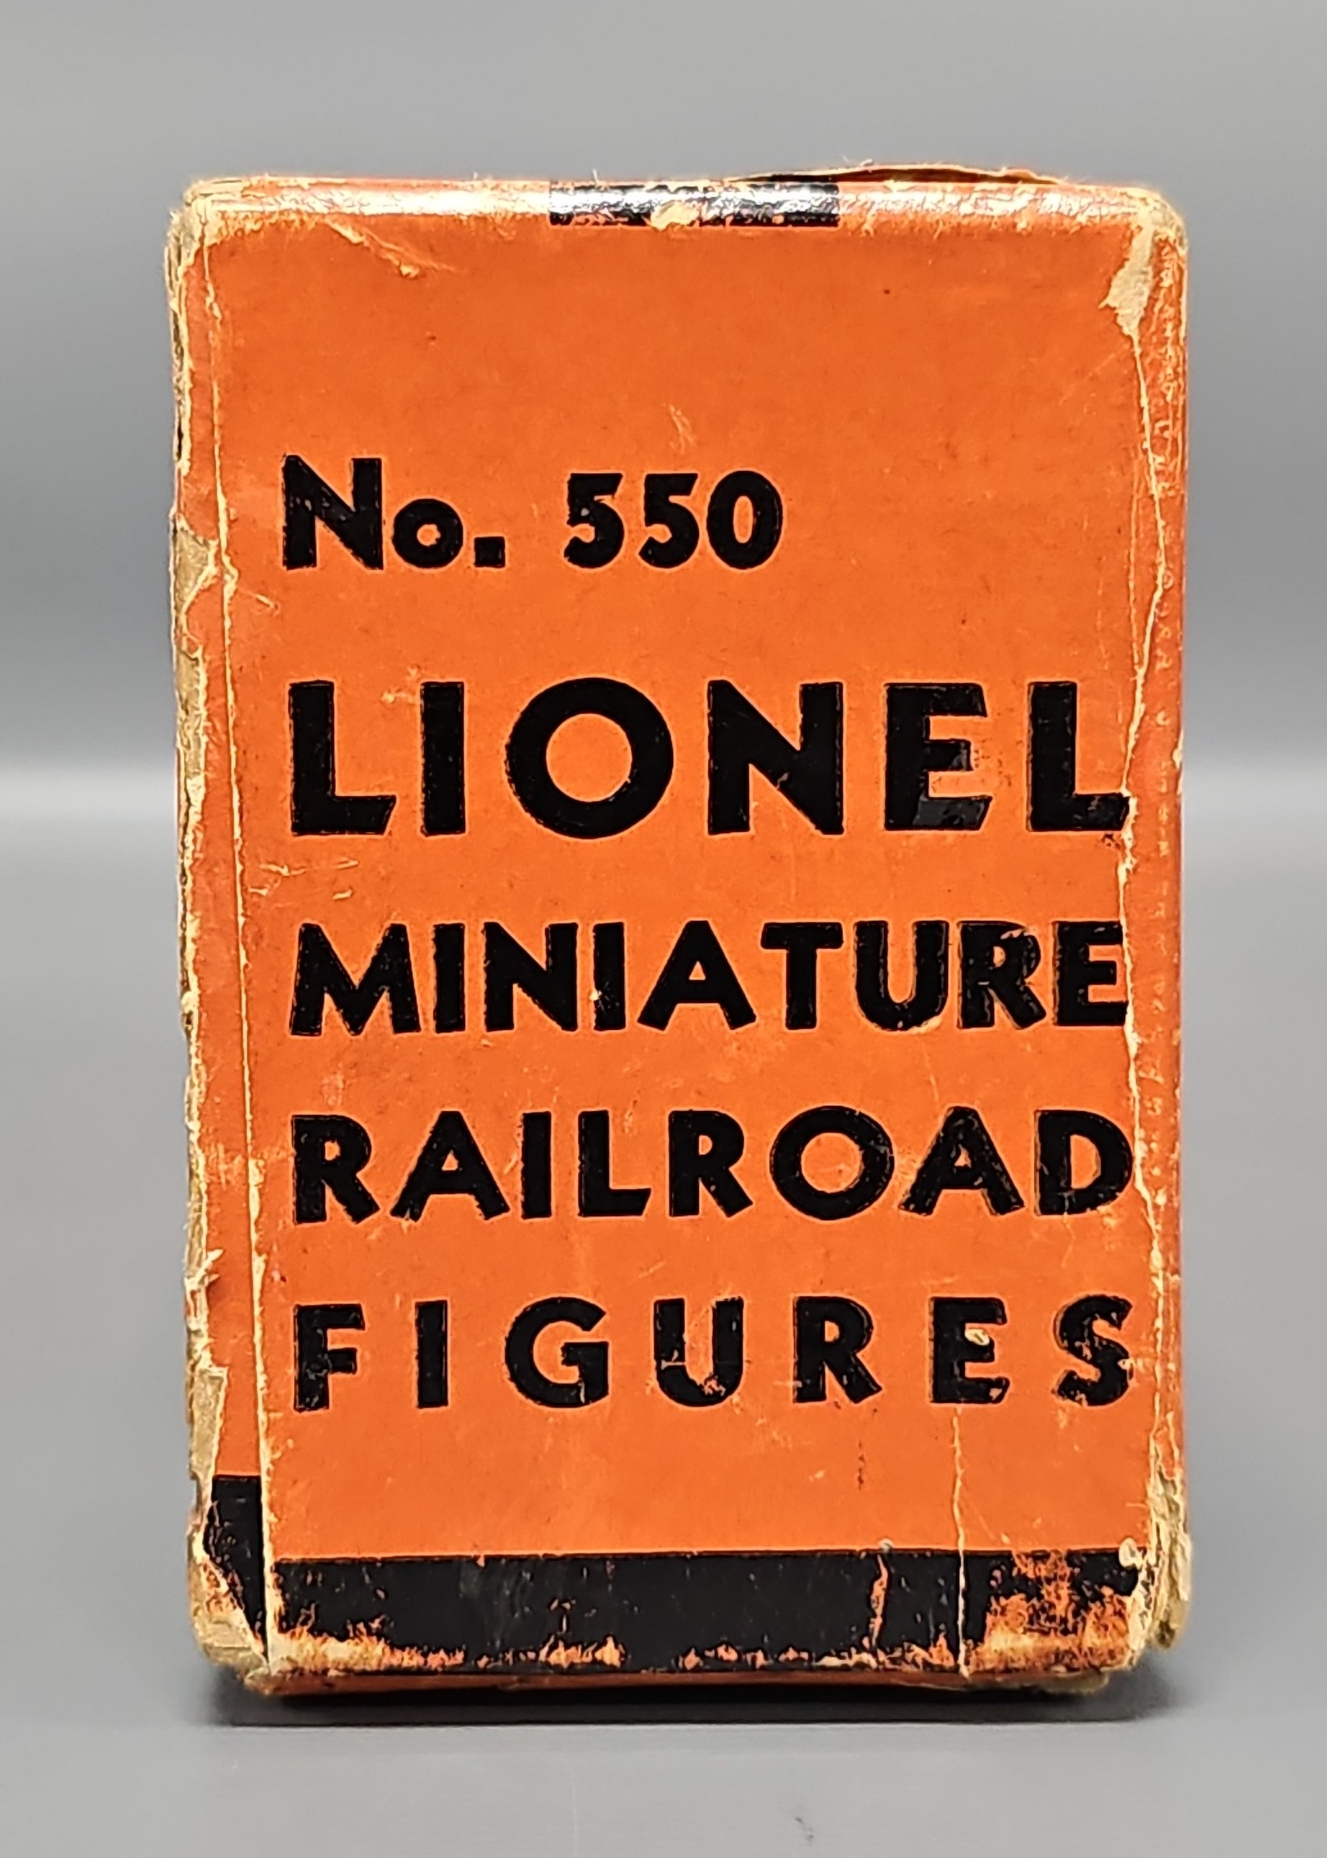 No. 550
LIONEL
MINIATURE
RAILROAD
FIGURES